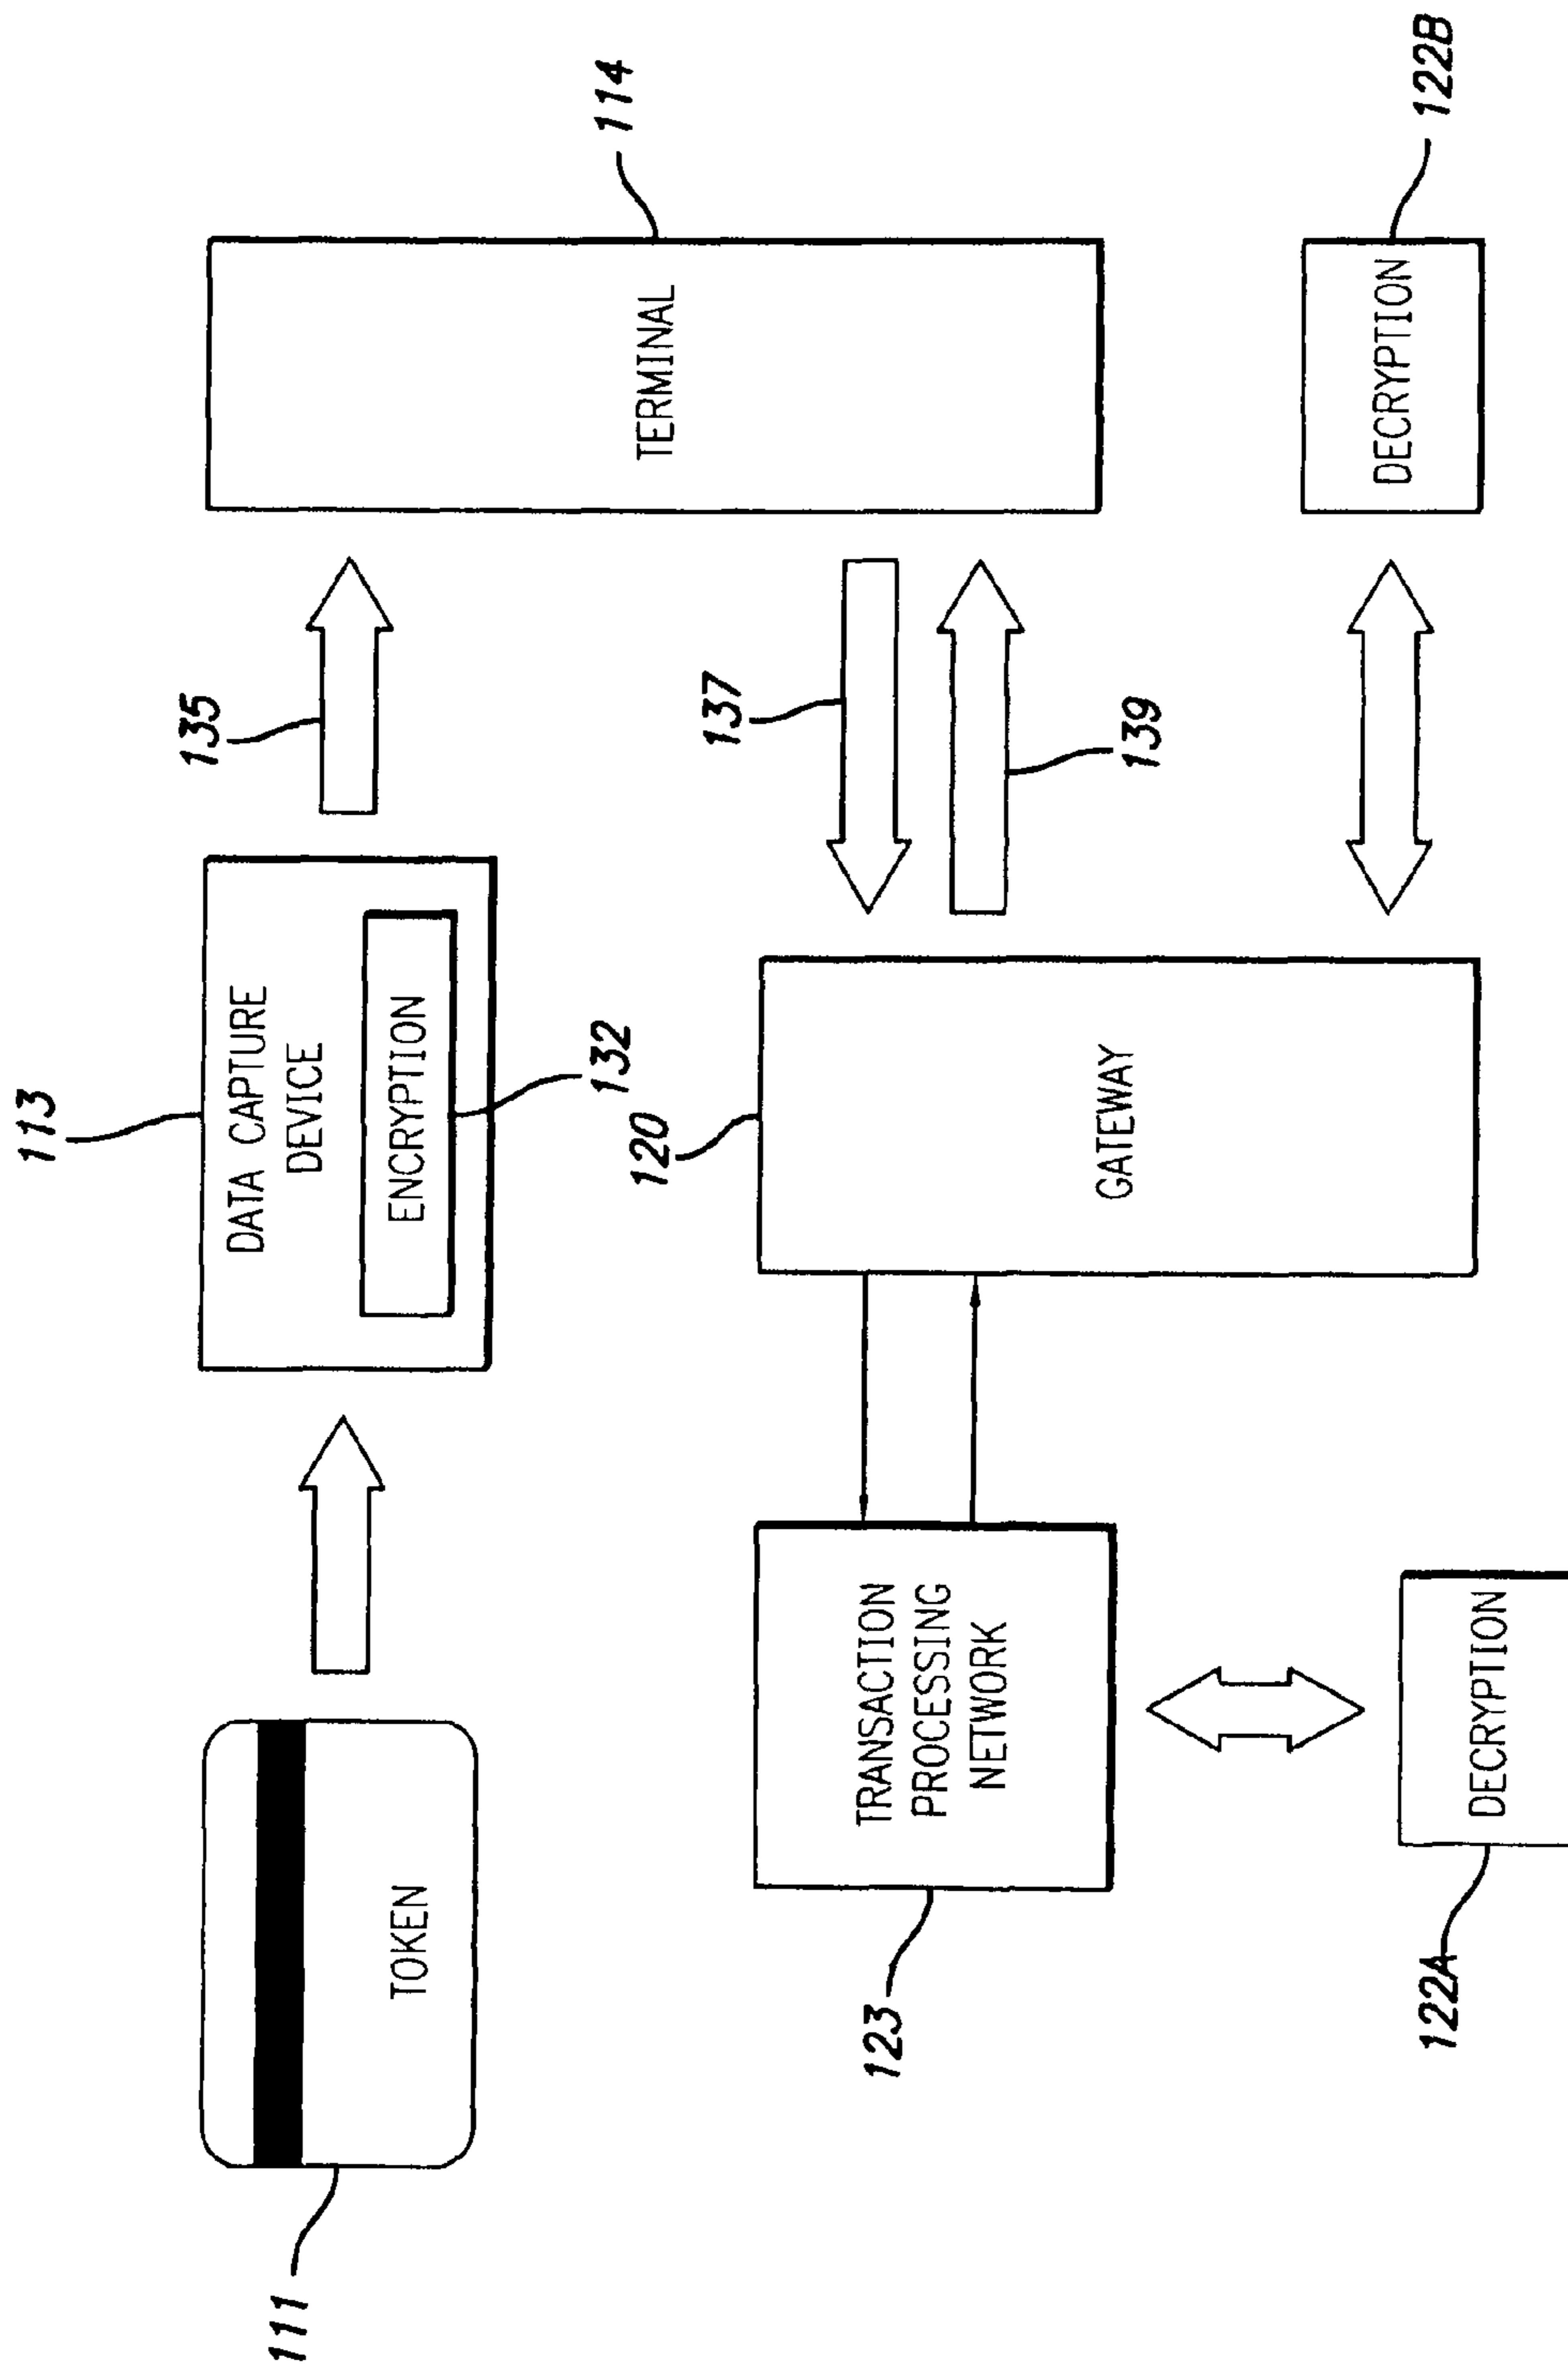 113
135
114
DATA CAPTURE
DEVICE
ENCRYPTION
132
TOKEN
111
TERMINAL
137
139
120
GATEWAY
TRANSACTION
PROCESSING
NETWORK
123
DECRYPTION
122A
DECRYPTION
122B